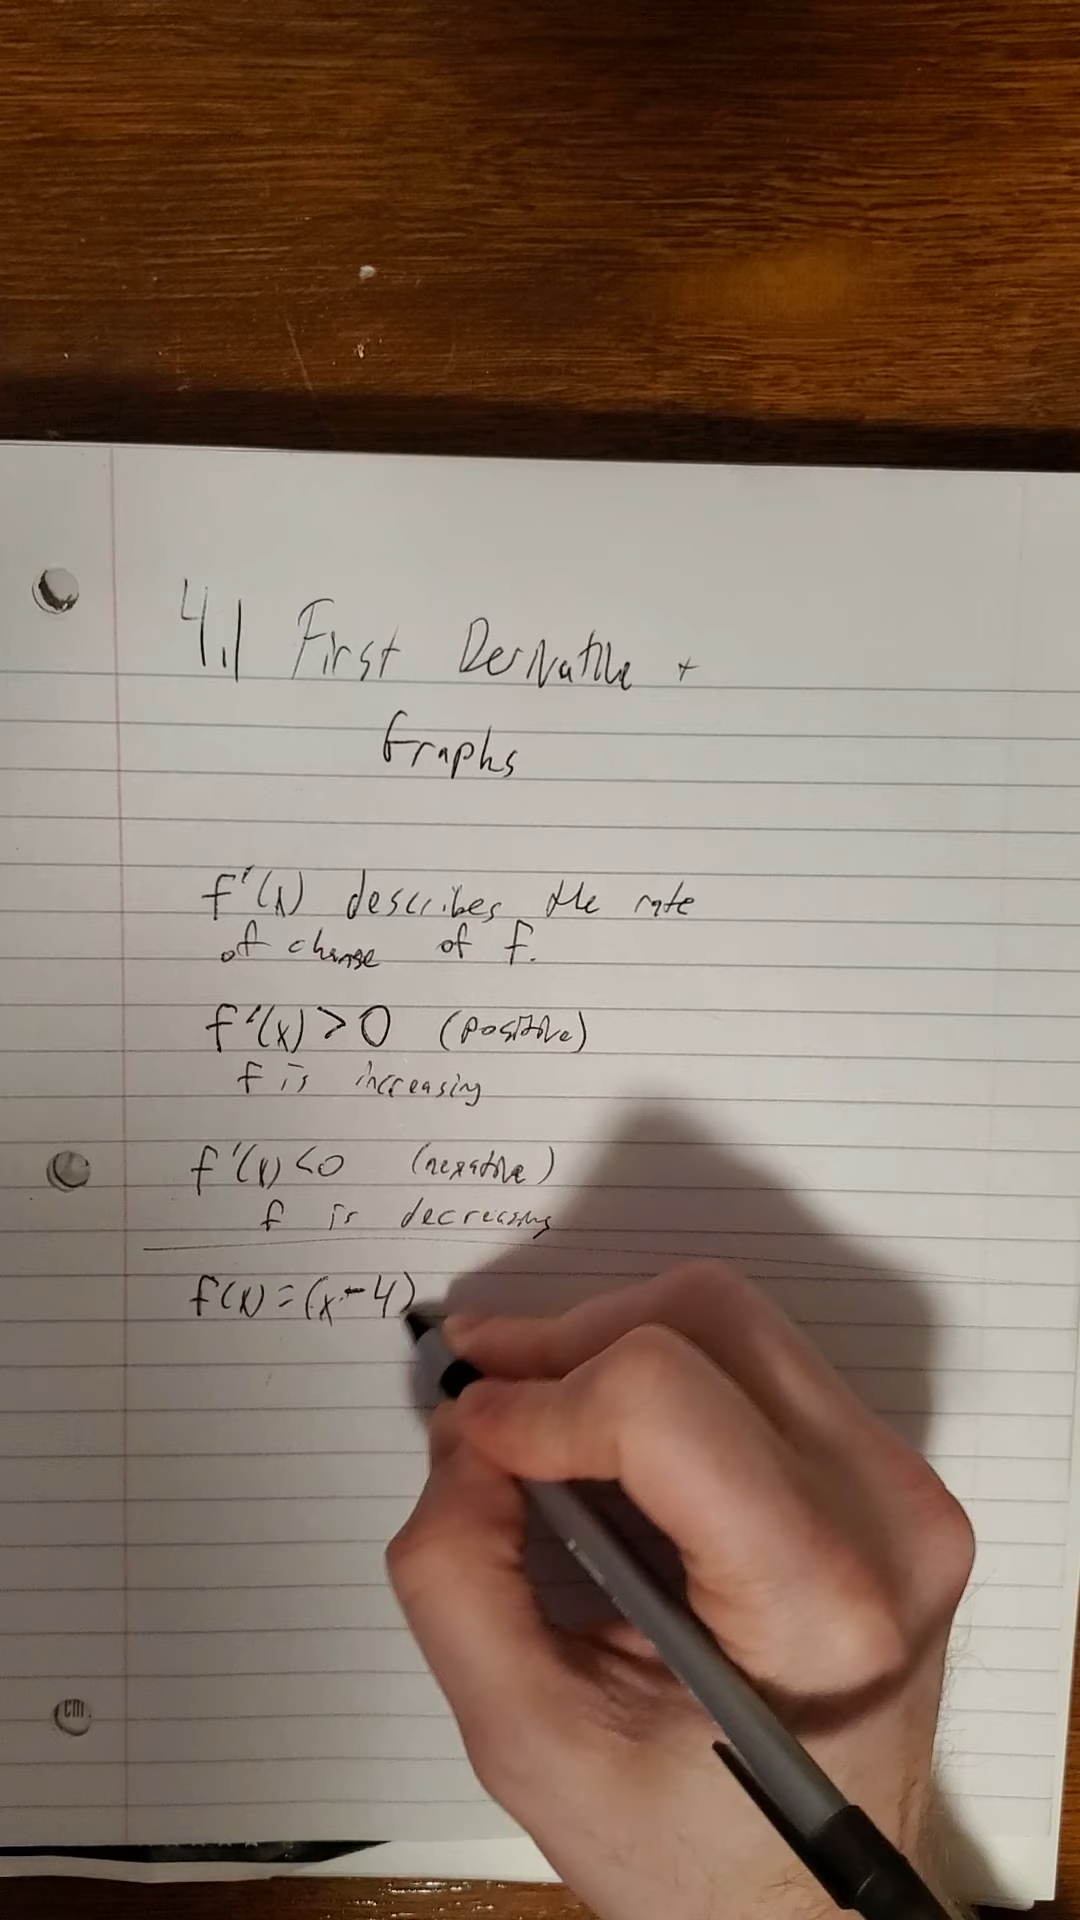 4.1 First Derivative +
Graphs
f'(x) describes the rate
of change of f.
f'(x) > 0 (positive)
f is increasing
f'(x) < 0 (negative)
f is decreasing
f(x) = (x-4)
cm